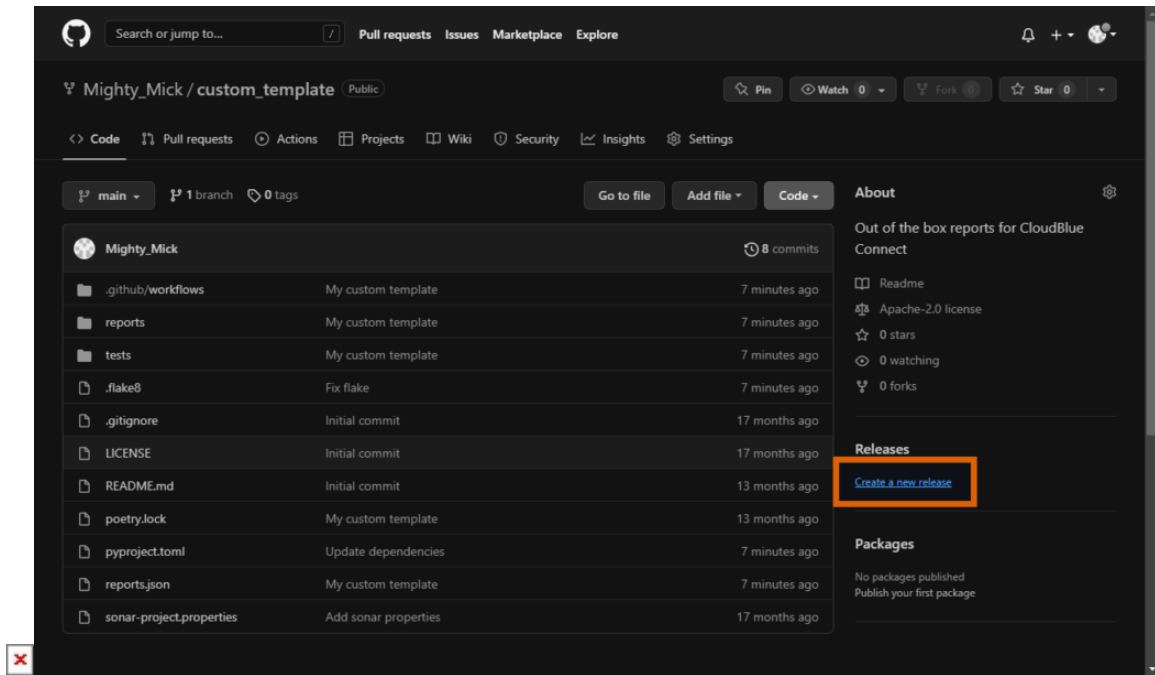 Search or jump to... / Pull requests Issues Marketplace Explore
Mighty_Mick / custom_template Public
Pin Watch 0 Fork 0 Star 0
Code Pull requests Actions Projects Wiki Security Insights Settings
main 1 branch 0 tags Go to file Add file Code
Mighty_Mick 8 commits
.github/workflows My custom template 7 minutes ago
reports My custom template 7 minutes ago
tests My custom template 7 minutes ago
.flake8 Fix flake 7 minutes ago
.gitignore Initial commit 17 months ago
LICENSE Initial commit 17 months ago
README.md Initial commit 13 months ago
poetry.lock My custom template 13 months ago
pyproject.toml Update dependencies 7 minutes ago
reports.json My custom template 7 minutes ago
sonar-project.properties Add sonar properties 17 months ago
About
Out of the box reports for CloudBlue
Connect
Readme
Apache-2.0 license
0 stars
0 watching
0 forks
Releases
Create a new release
Packages
No packages published
Publish your first package